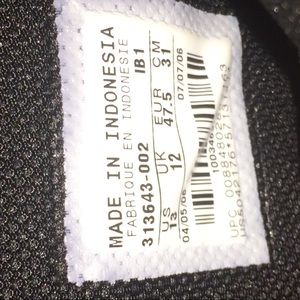 MADE IN INDONESIA
FABRIQUE EN INDONESIE
313643-002 IB1
US UK EUR CM
13 12 47.5 31
04/05/06 07/07/06
UPC